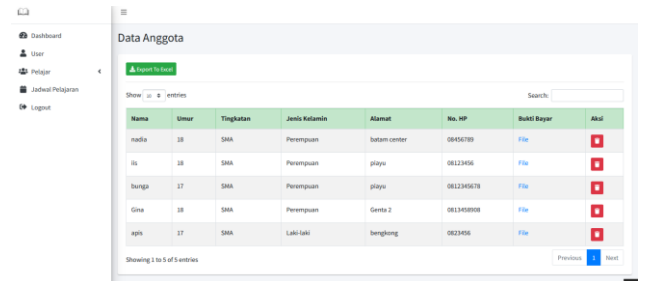 Dashboard
User
Pelajar
Jadwal Pelajaran
Logout
Data Anggota
Export To Excel
Show 10 entries
Search:
Nama Umur Tingkatan Jenis Kelamin Alamat No. HP Bukti Bayar Aksi
nadia 18 SMA Perempuan batam center 08456789 File
iis 18 SMA Perempuan piayu 08123456 File
bunga 17 SMA Perempuan piayu 0812345678 File
Gina 18 SMA Perempuan Genta 2 0813458908 File
apis 17 SMA Laki-laki bengkong 0823456 File
Showing 1 to 5 of 5 entries
Previous 1 Next